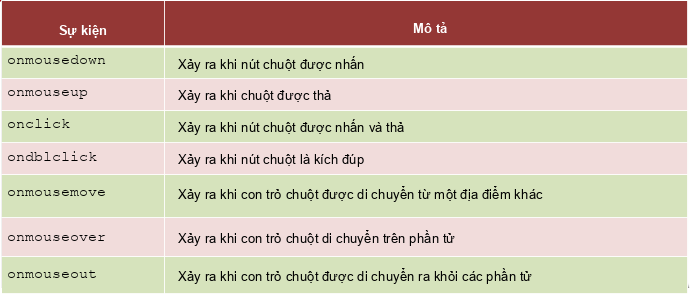 Sự kiện Mô tả
onmousedown Xảy ra khi nút chuột được nhấn
onmouseup Xảy ra khi chuột được thả
onclick Xảy ra khi nút chuột được nhấn và thả
ondblclick Xảy ra khi nút chuột là kích đúp
onmousemove Xảy ra khi con trỏ chuột được di chuyển từ một địa điểm khác
onmouseover Xảy ra khi con trỏ chuột di chuyển trên phần tử
onmouseout Xảy ra khi con trỏ chuột được di chuyển ra khỏi các phần tử